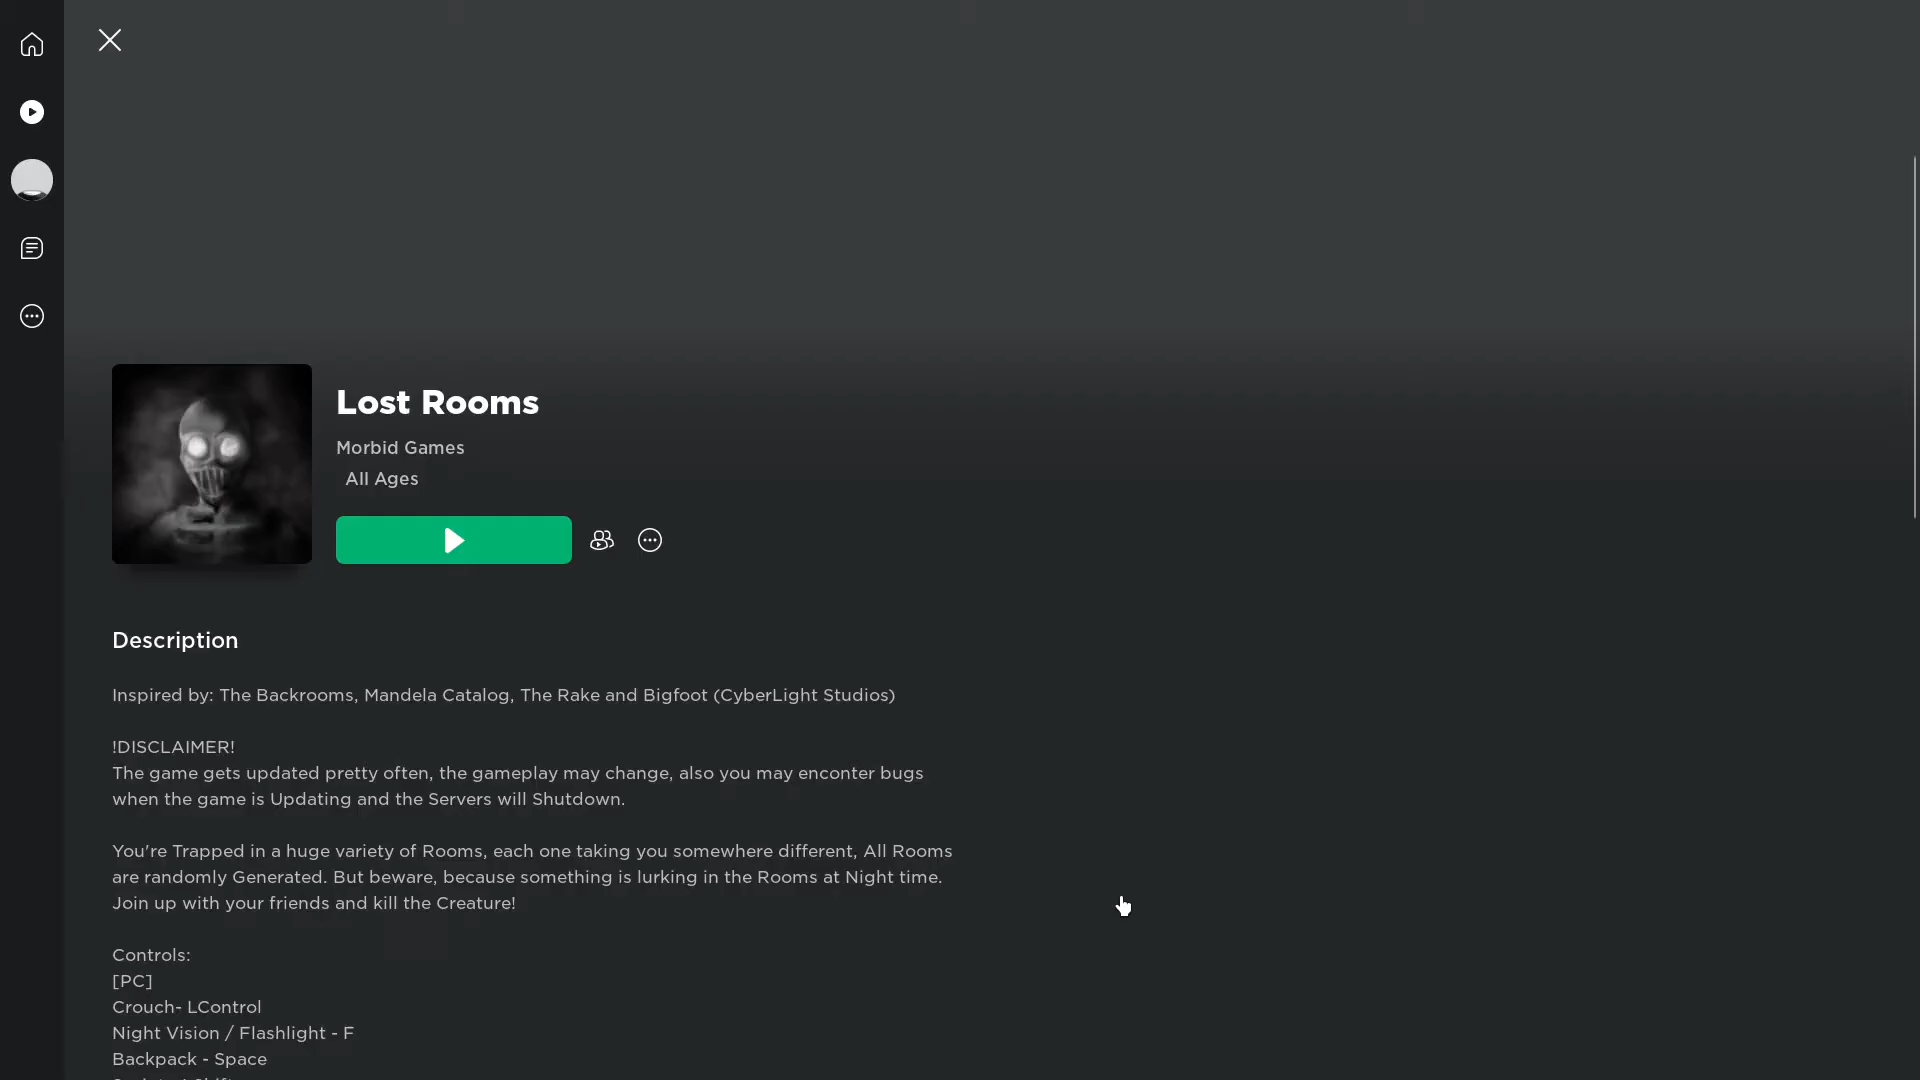 Lost Rooms
Morbid Games
All Ages
Description
Inspired by: The Backrooms, Mandela Catalog, The Rake and Bigfoot (CyberLight Studios)
!DISCLAIMER!
The game gets updated pretty often, the gameplay may change, also you may enconter bugs
when the game is Updating and the Servers will Shutdown.
You're Trapped in a huge variety of Rooms, each one taking you somewhere different, All Rooms
are randomly Generated. But beware, because something is lurking in the Rooms at Night time.
Join up with your friends and kill the Creature!
Controls:
[PC]
Crouch- LControl
Night Vision / Flashlight - F
Backpack - Space